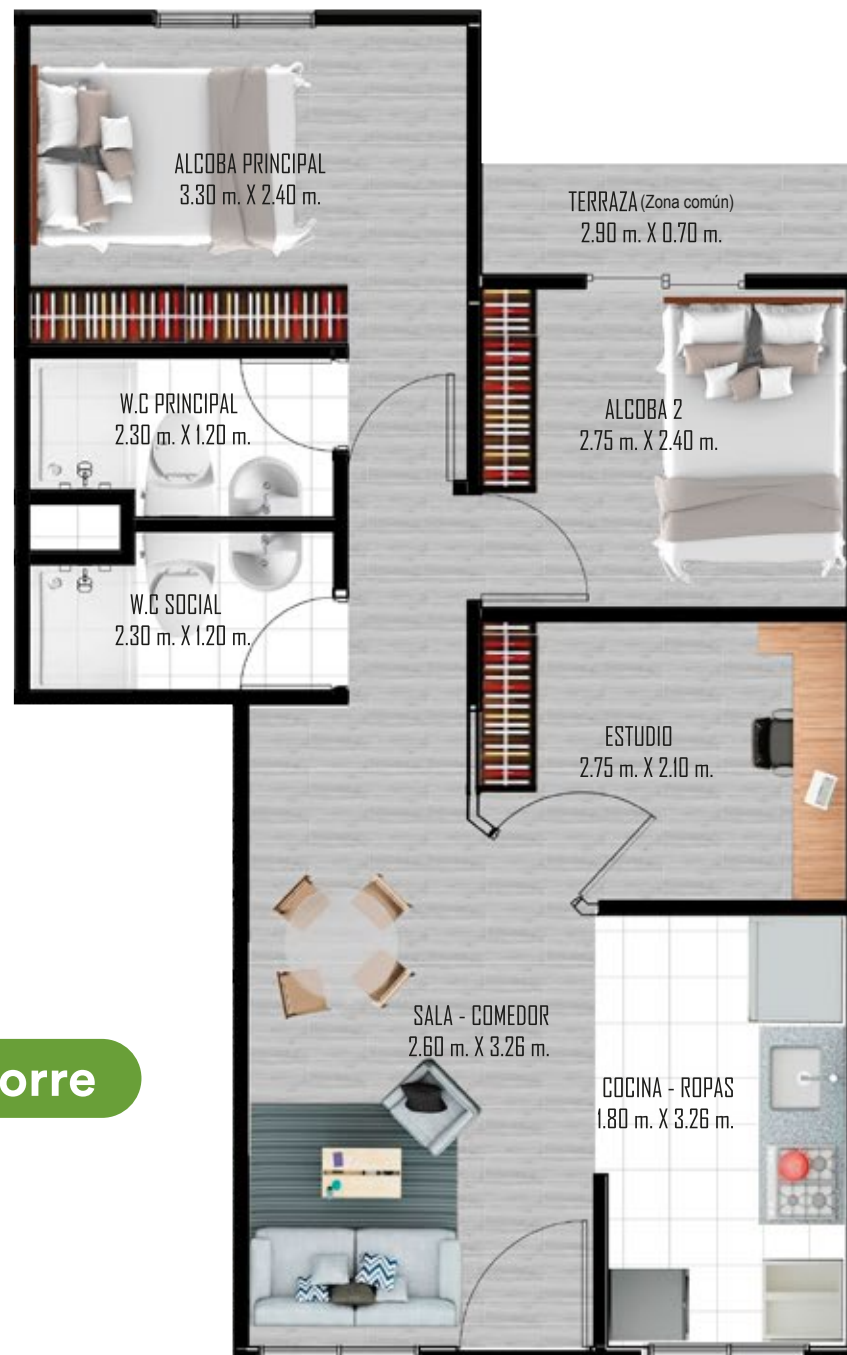 ALCOBA PRINCIPAL
3.30 m. X 2.40 m.
TERRAZA (Zona común)
2.90 m. X 0.70 m.
W.C PRINCIPAL
2.30 m. X 1.20 m.
ALCOBA 2
2.75 m. X 2.40 m.
W.C SOCIAL
2.30 m. X 1.20 m.
ESTUDIO
2.75 m. X 2.10 m.
SALA - COMEDOR
2.60 m. X 3.26 m.
orre
COCINA - ROPAS
1.80 m. X 3.26 m.